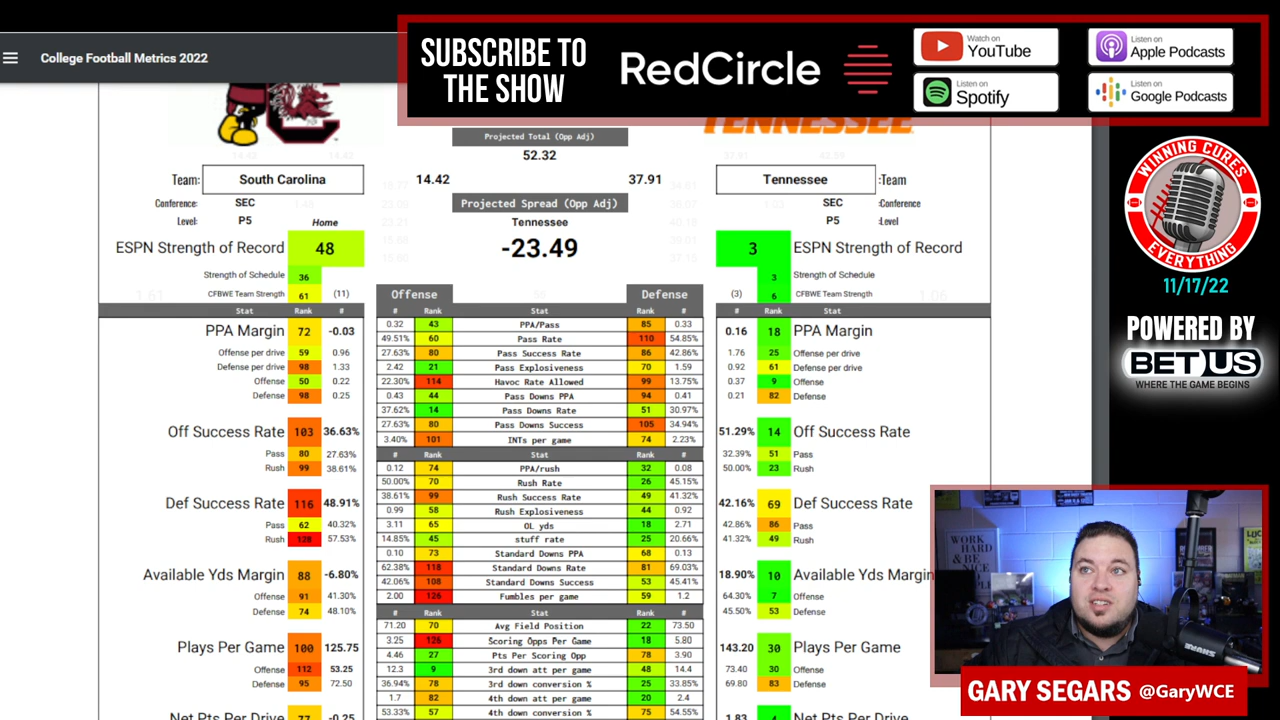 College Football Metrics 2022
SUBSCRIBE TO
THE SHOW
RedCircle
Watch on
YouTube
Listen on
Spotify
Listen on
Apple Podcasts
Listen on
Google Podcasts
WINNING CURES
EVERYTHING
11/17/22
POWERED BY
BETUS
WHERE THE GAME BEGINS
TENNESSEE
Projected Total (Opp Adj)
52.32
14.42 37.91
Team: South Carolina
Conference: SEC
Level: P5 Home
Projected Spread (Opp Adj)
Tennessee
-23.49
Tennessee :Team
SEC :Conference
P5 :Level
ESPN Strength of Record 48
Strength of Schedule 36
CFBWE Team Strength 61 (11)
3 ESPN Strength of Record
3 Strength of Schedule
(3) 6 CFBWE Team Strength
Stat Rank #
PPA Margin 72 -0.03
Offense per drive 59 0.96
Defense per drive 98 1.33
Offense 50 0.22
Defense 98 0.25
Off Success Rate 103 36.63%
Pass 80 27.63%
Rush 99 38.61%
Def Success Rate 116 48.91%
Pass 62 40.32%
Rush 128 57.53%
Available Yds Margin 88 -6.80%
Offense 91 41.30%
Defense 74 48.10%
Plays Per Game 100 125.75
Offense 112 53.25
Defense 95 72.50
Net Pts Per Drive 77 -0.25
Offense Defense
# Rank Stat Rank #
0.32 43 PPA/Pass 85 0.33
49.51% 60 Pass Rate 110 54.85%
27.63% 80 Pass Success Rate 86 42.86%
2.42 21 Pass Explosiveness 70 1.59
22.30% 114 Havoc Rate Allowed 99 13.75%
0.43 44 Pass Downs PPA 94 0.41
37.62% 14 Pass Downs Rate 51 30.97%
27.63% 80 Pass Downs Success 105 34.94%
3.40% 101 INTs per game 74 2.23%
# Rank Stat Rank #
0.12 74 PPA/rush 32 0.08
50.00% 70 Rush Rate 26 45.15%
38.61% 99 Rush Success Rate 49 41.32%
0.99 58 Rush Explosiveness 44 0.92
3.11 65 OL yds 18 2.71
14.85% 45 stuff rate 25 20.66%
0.10 73 Standard Downs PPA 68 0.13
62.38% 118 Standard Downs Rate 81 69.03%
42.06% 108 Standard Downs Success 53 45.41%
2.00 126 Fumbles per game 59 1.2
# Rank Stat Rank #
71.20 70 Avg Field Position 22 73.50
3.25 126 Scoring Opps Per Game 18 5.80
4.46 27 Pts Per Scoring Opp 78 3.90
12.3 9 3rd down att per game 48 14.4
36.94% 78 3rd down conversion % 25 33.85%
1.7 82 4th down att per game 20 2.4
53.33% 57 4th down conversion % 75 54.55%
# Rank Stat
0.16 18 PPA Margin
1.76 25 Offense per drive
0.92 61 Defense per drive
0.37 9 Offense
0.21 82 Defense
51.29% 14 Off Success Rate
32.39% 51 Pass
50.00% 23 Rush
42.16% 69 Def Success Rate
42.86% 86 Pass
41.32% 49 Rush
18.90% 10 Available Yds Margin
64.30% 7 Offense
45.50% 53 Defense
143.20 30 Plays Per Game
73.40 30 Offense
69.80 83 Defense
1.83 4 Net Pts Per Drive
WORK
HARD
& BE
GARY SEGARS @GaryWCE